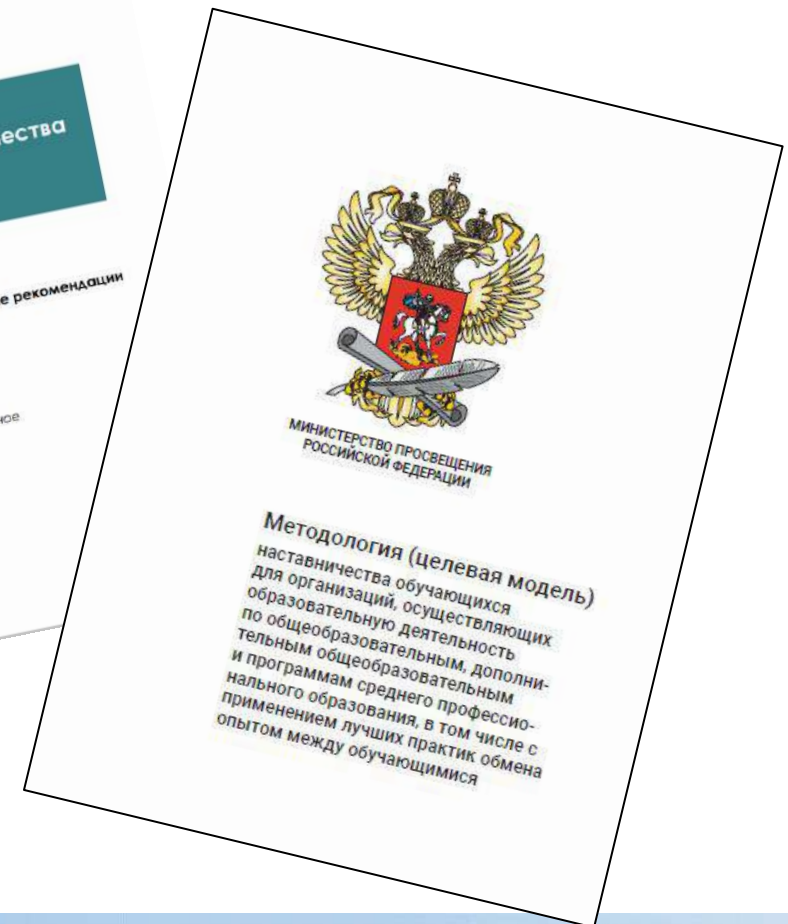 рекомендации
МИНИСТЕРСТВО ПРОСВЕЩЕНИЯ
РОССИЙСКОЙ ФЕДЕРАЦИИ
Методология (целевая модель)
наставничества обучающихся
для организаций, осуществляющих
образовательную деятельность
по общеобразовательным, дополни-
тельным общеобразовательным
и программам среднего профессио-
нального образования, в том числе с
применением лучших практик обмена
опытом между обучающимися